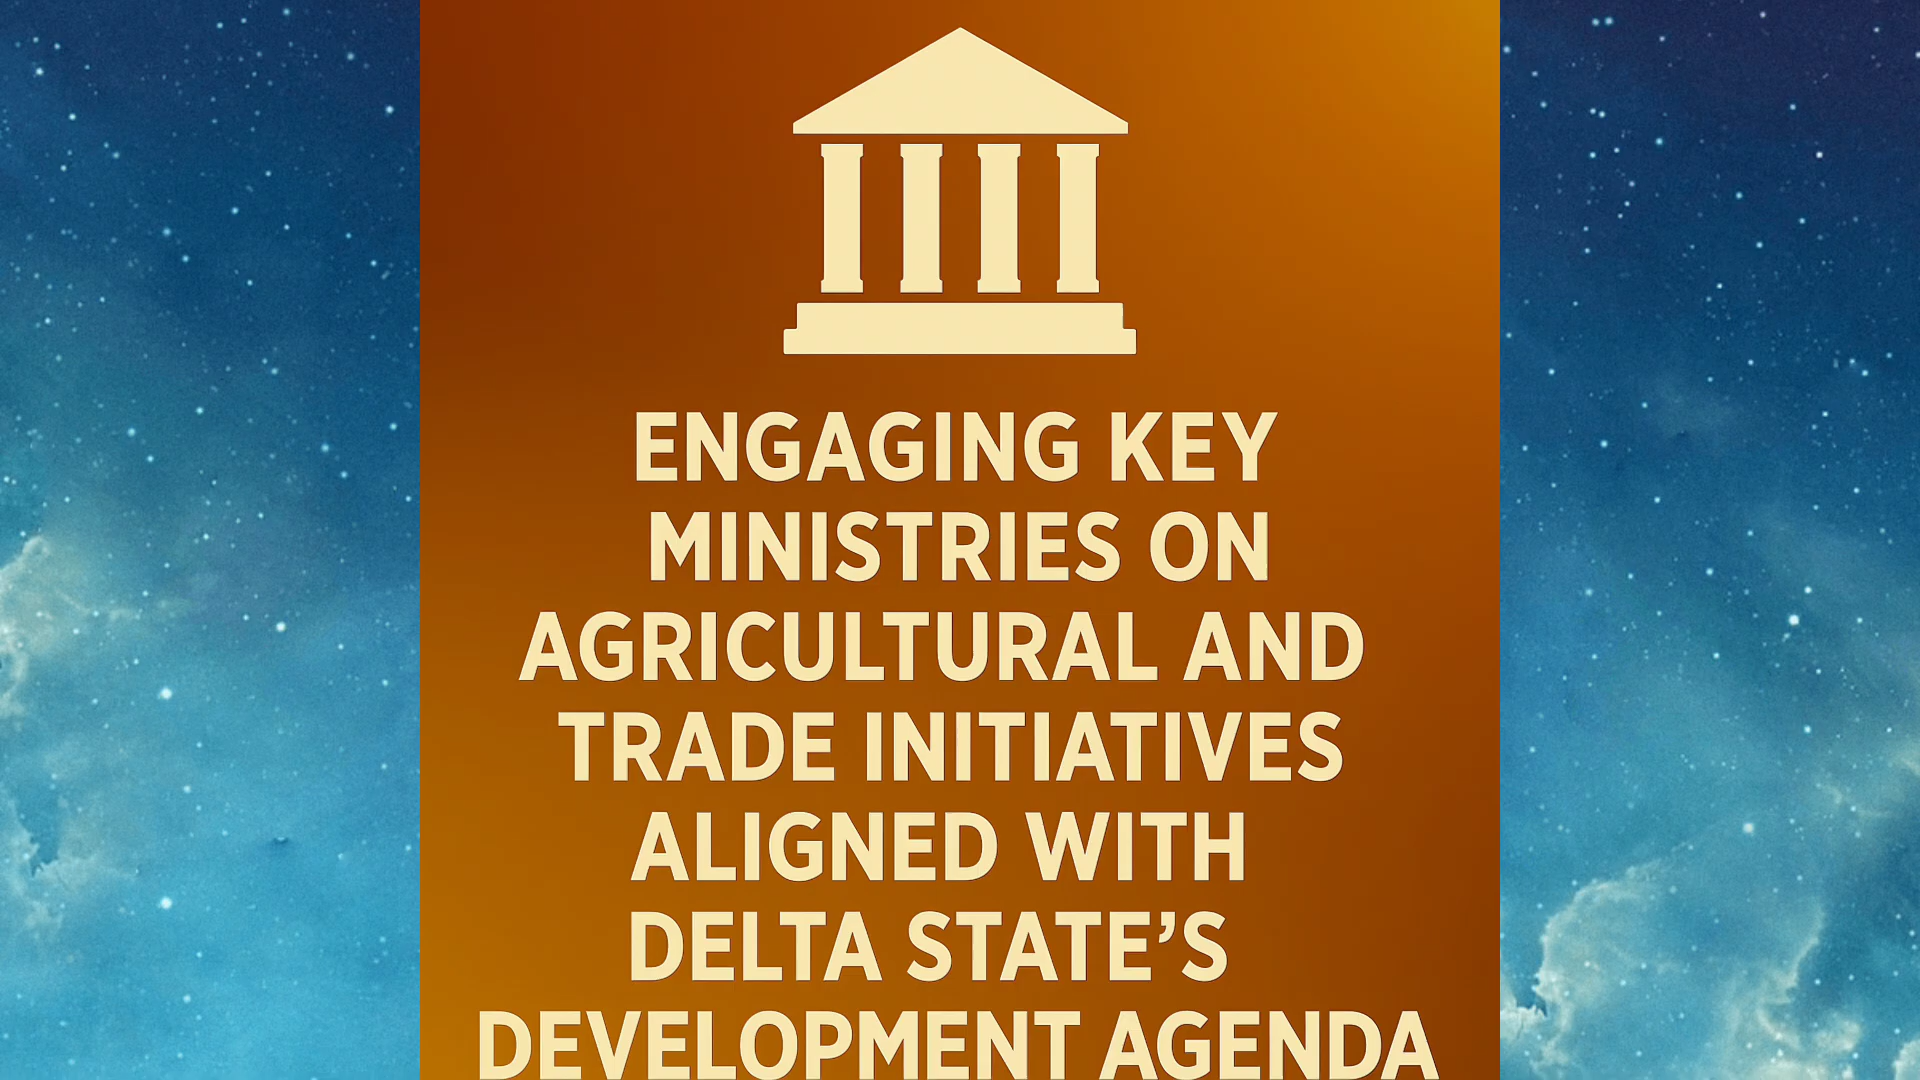 ENGAGING KEY
MINISTRIES ON
AGRICULTURAL AND
TRADE INITIATIVES
ALIGNED WITH
DELTA STATE’S
DEVELOPMENT AGENDA